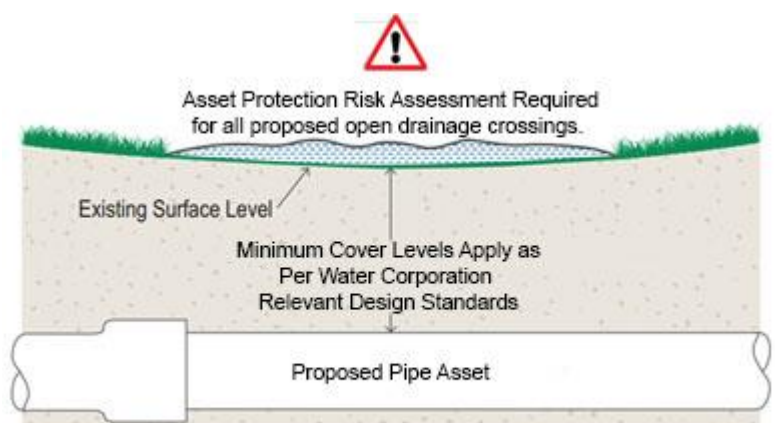 !
Asset Protection Risk Assessment Required
for all proposed open drainage crossings.
Existing Surface Level
Minimum Cover Levels Apply as
Per Water Corporation
Relevant Design Standards
Proposed Pipe Asset